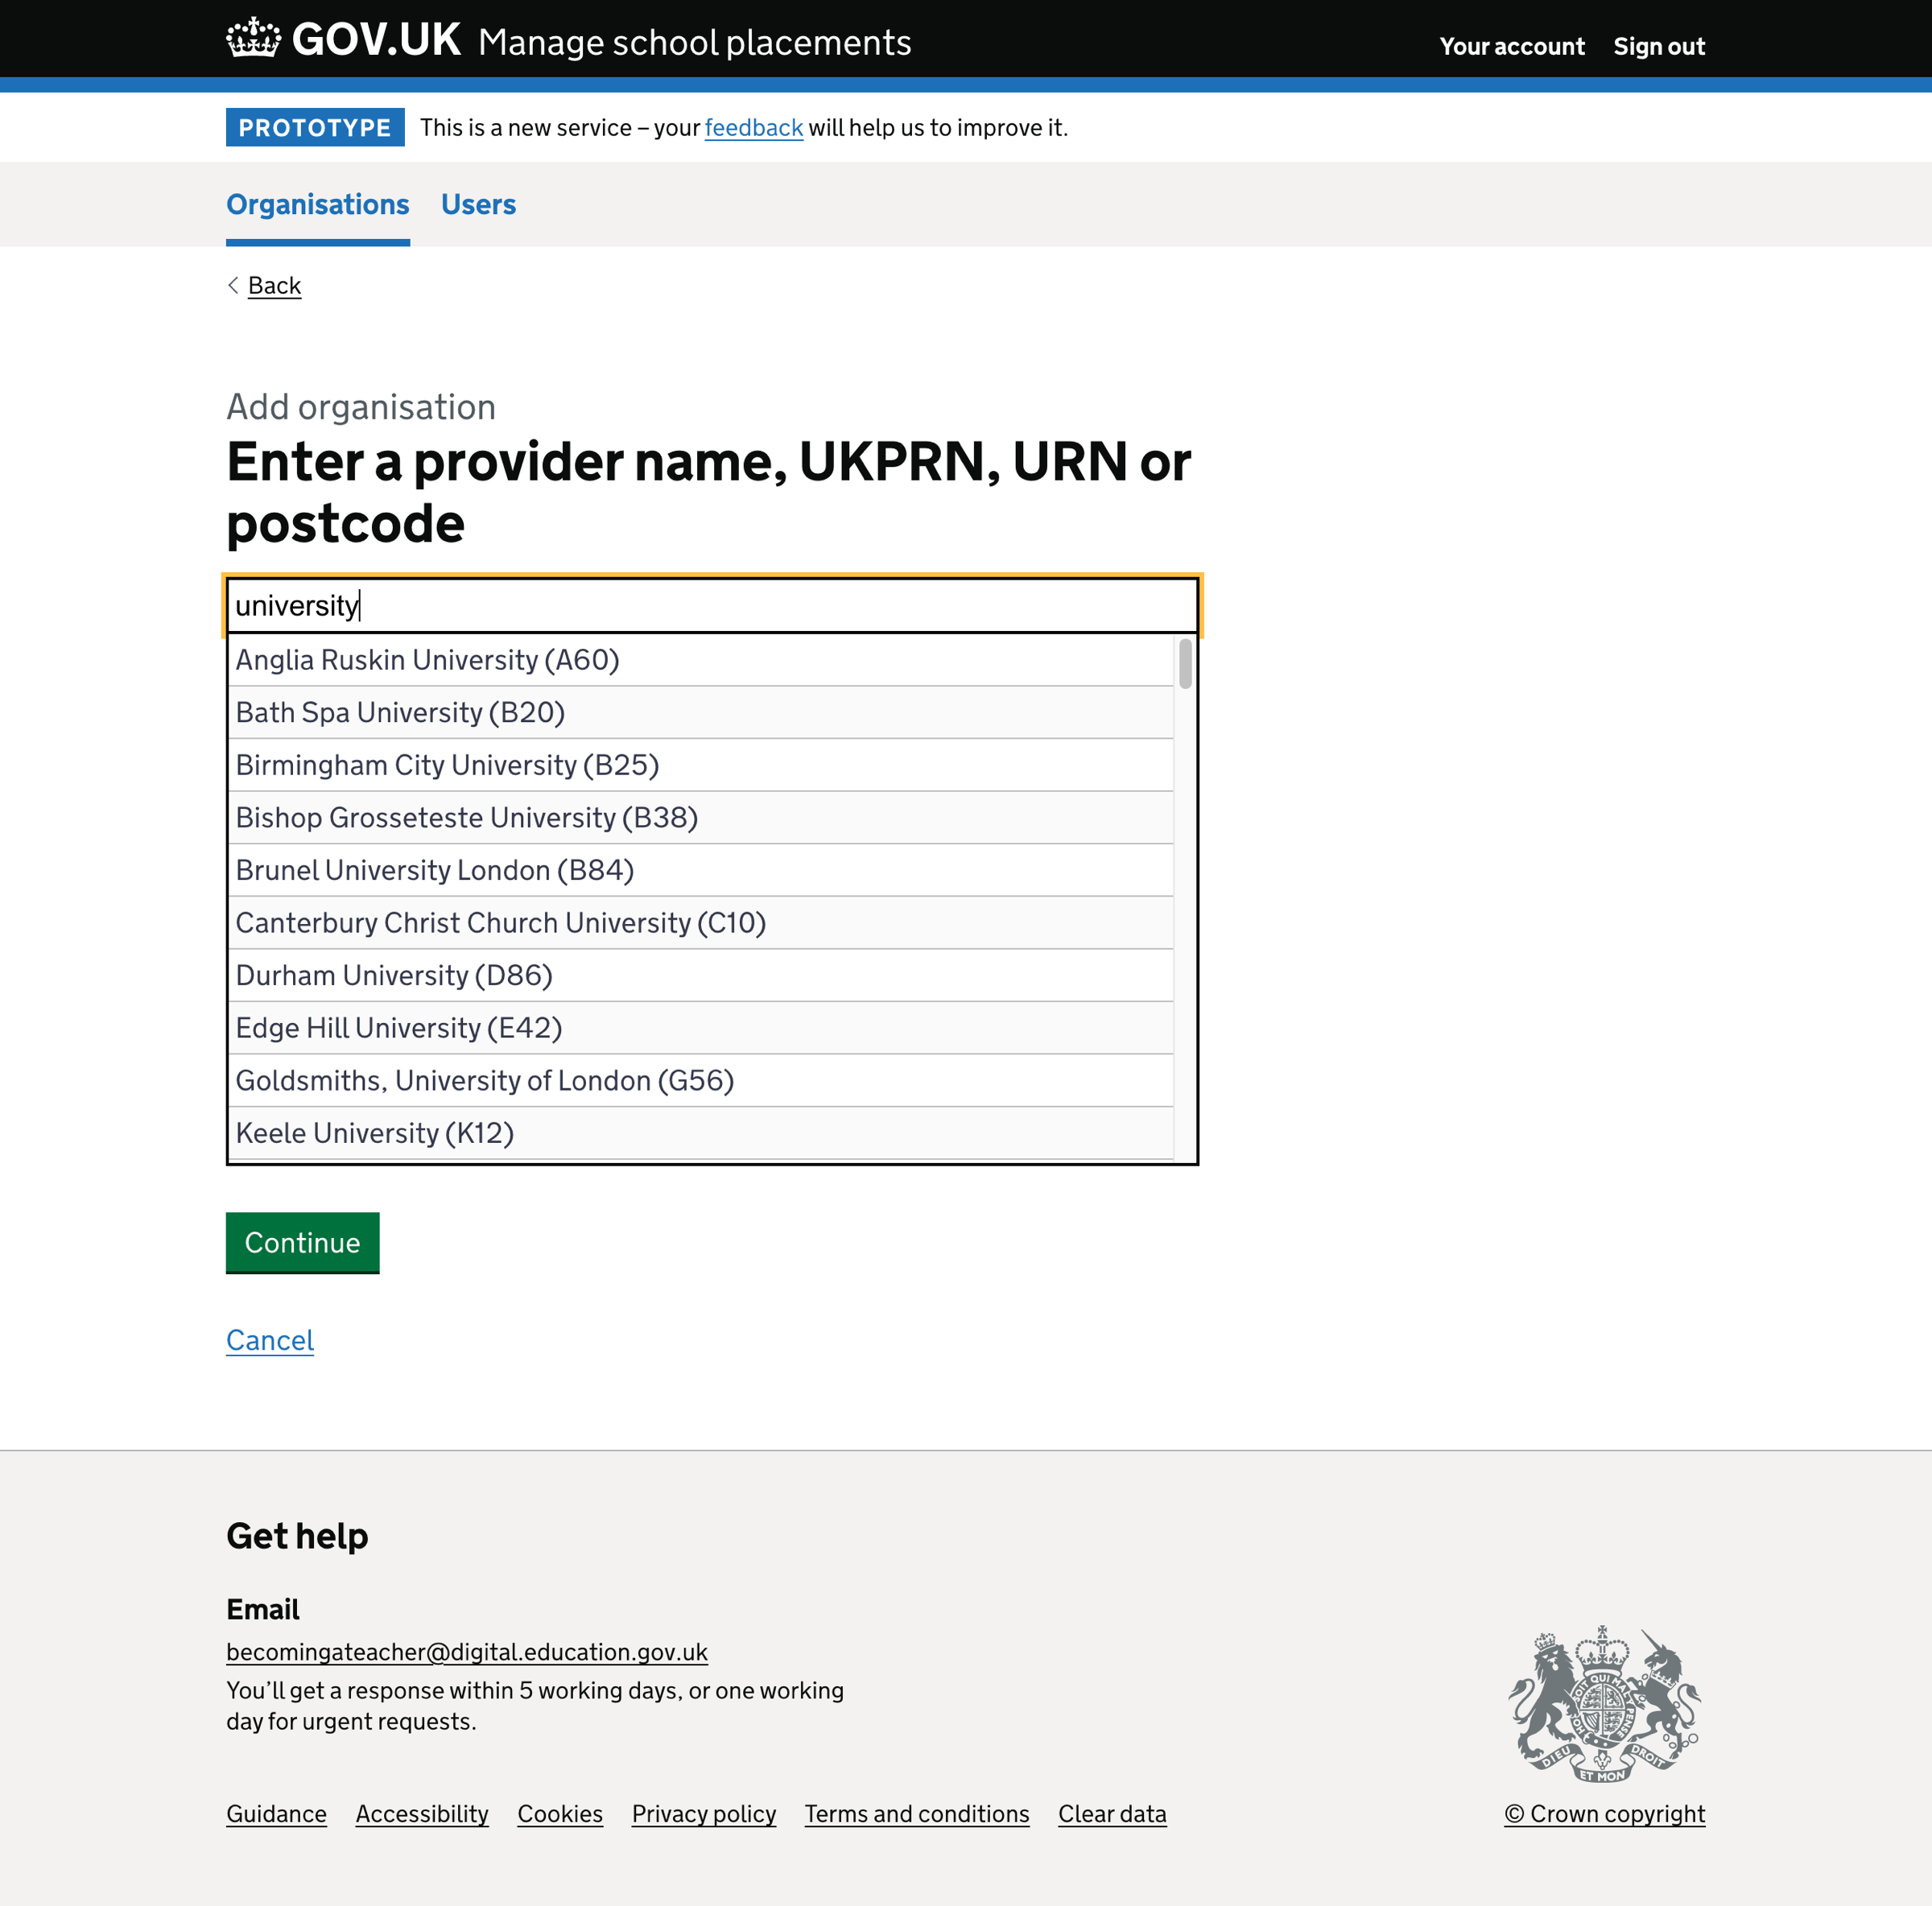 GOV.UK Manage school placements
Your account Sign out
PROTOTYPE This is a new service – your feedback will help us to improve it.
Organisations Users
Back
Add organisation
Enter a provider name, UKPRN, URN or
postcode
university
Anglia Ruskin University (A60)
Bath Spa University (B20)
Birmingham City University (B25)
Bishop Grosseteste University (B38)
Brunel University London (B84)
Canterbury Christ Church University (C10)
Durham University (D86)
Edge Hill University (E42)
Goldsmiths, University of London (G56)
Keele University (K12)
Continue
Cancel
Get help
Email
becomingateacher@digital.education.gov.uk
You’ll get a response within 5 working days, or one working
day for urgent requests.
DIEU ET MON DROIT
Guidance Accessibility Cookies Privacy policy Terms and conditions Clear data
© Crown copyright